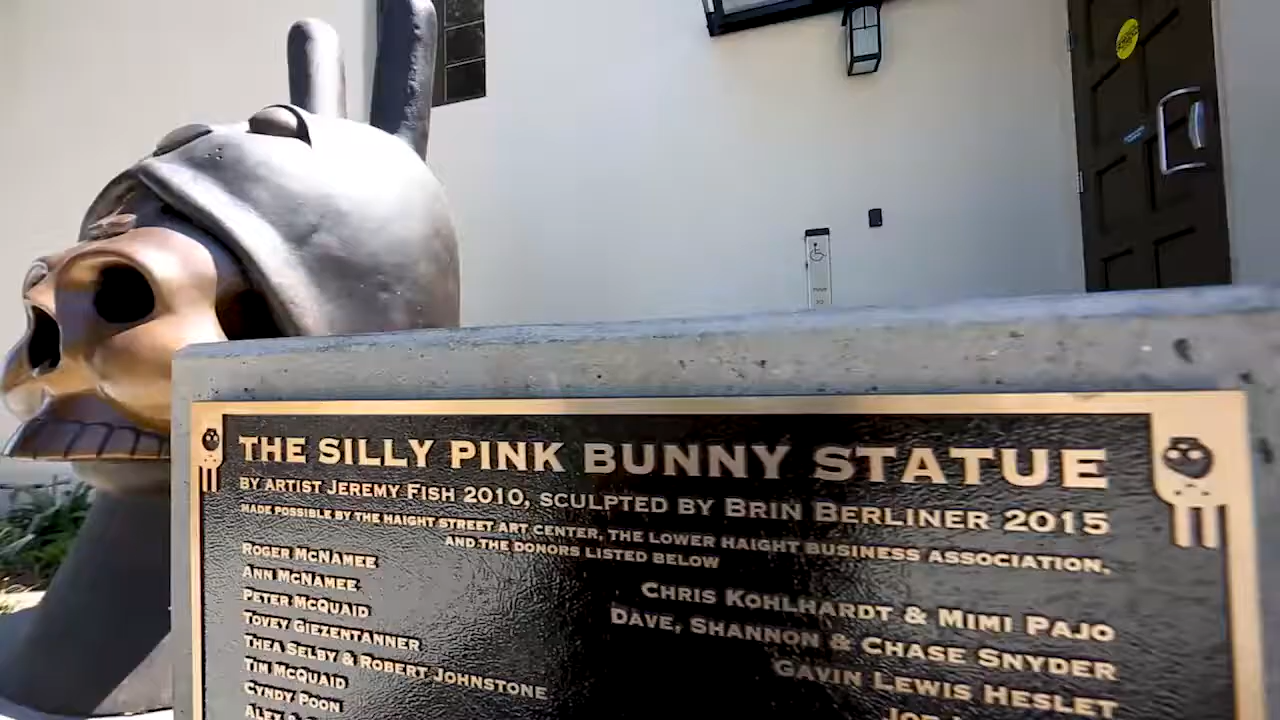 THE SILLY PINK BUNNY STATUE
BY ARTIST JEREMY FISH 2010, SCULPTED BY BRIN BERLINER 2015
MADE POSSIBLE BY THE HAIGHT STREET ART CENTER, THE LOWER HAIGHT BUSINESS ASSOCIATION,
AND THE DONORS LISTED BELOW
ROGER MCNAMEE
ANN MCNAMEE
PETER MCQUAID
TOVEY GIEZENTANNER
THEA SELBY & ROBERT JOHNSTONE
TIM MCQUAID
CYNDY POON
CHRIS KOHLHARDT & MIMI PAJO
DAVE, SHANNON & CHASE SNYDER
GAVIN LEWIS HESLET